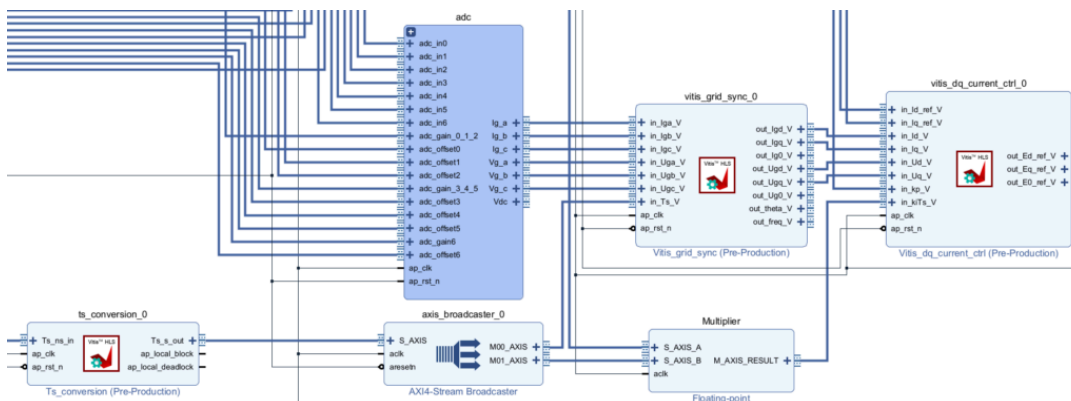 adc
adc_in0
adc_in1
adc_in2
adc_in3
adc_in4
adc_in5
adc_in6
adc_gain_0_1_2
adc_offset0
adc_offset1
adc_offset2
adc_gain_3_4_5
adc_offset3
adc_offset4
adc_offset5
adc_gain6
adc_offset6
ap_clk
ap_rst_n
Ig_a
Ig_b
Ig_c
Vg_a
Vg_b
Vg_c
Vdc
vitis_grid_sync_0
in_Iga_V
in_Igb_V
in_Igc_V
in_Uga_V
in_Ugb_V
in_Ugc_V
in_Ts_V
ap_clk
ap_rst_n
Vitis™ HLS
out_Igd_V
out_Igq_V
out_Ig0_V
out_Ugd_V
out_Ugq_V
out_Ug0_V
out_theta_V
out_freq_V
Vitis_grid_sync (Pre-Production)
vitis_dq_current_ctrl_0
in_Id_ref_V
in_Iq_ref_V
in_Id_V
in_Iq_V
in_Ud_V
in_Uq_V
in_kp_V
in_kiTs_V
ap_clk
ap_rst_n
Vitis™ HLS
out_Ed_ref_V
out_Eq_ref_V
out_E0_ref_V
Vitis_dq_current_ctrl (Pre-Production)
ts_conversion_0
Ts_ns_in
ap_clk
ap_rst_n
Vitis™ HLS
Ts_s_out
ap_local_block
ap_local_deadlock
Ts_conversion (Pre-Production)
axis_broadcaster_0
S_AXIS
aclk
aresetn
M00_AXIS
M01_AXIS
AXI4-Stream Broadcaster
Multiplier
S_AXIS_A
S_AXIS_B
aclk
M_AXIS_RESULT
Floating-point